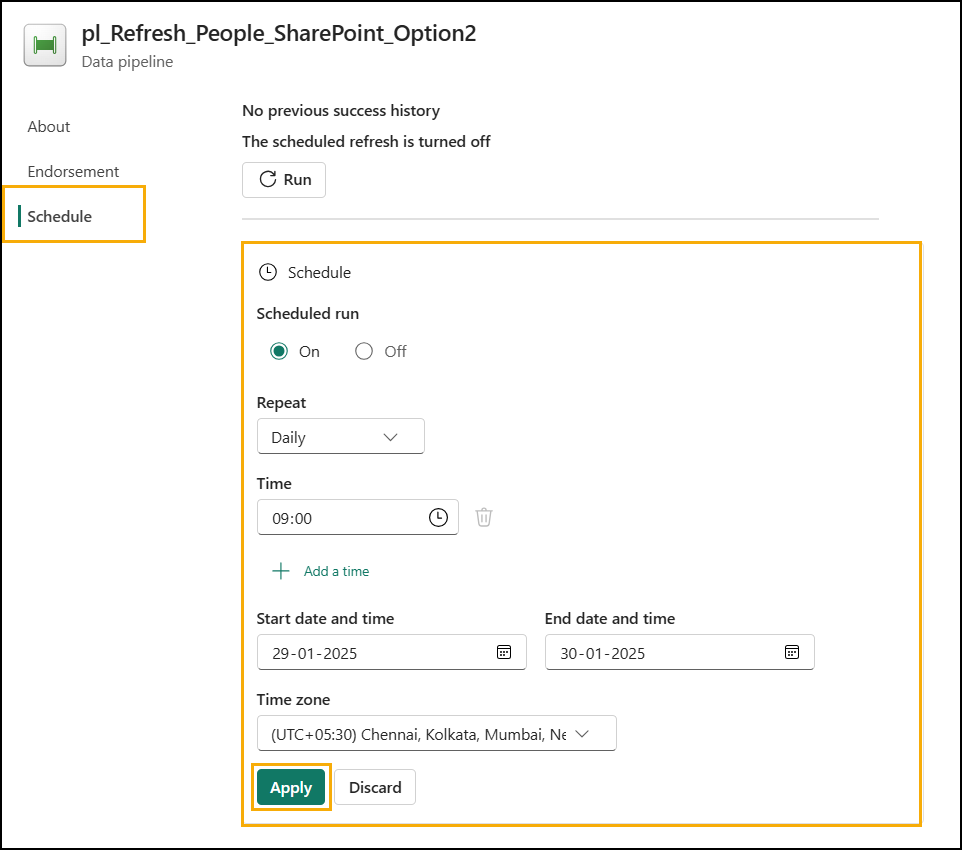 pl_Refresh_People_SharePoint_Option2
Data pipeline
About
Endorsement
Schedule
No previous success history
The scheduled refresh is turned off
Run
Schedule
Scheduled run
On Off
Repeat
Daily
Time
09:00
Add a time
Start date and time End date and time
29-01-2025 30-01-2025
Time zone
(UTC+05:30) Chennai, Kolkata, Mumbai, Ne
Apply Discard